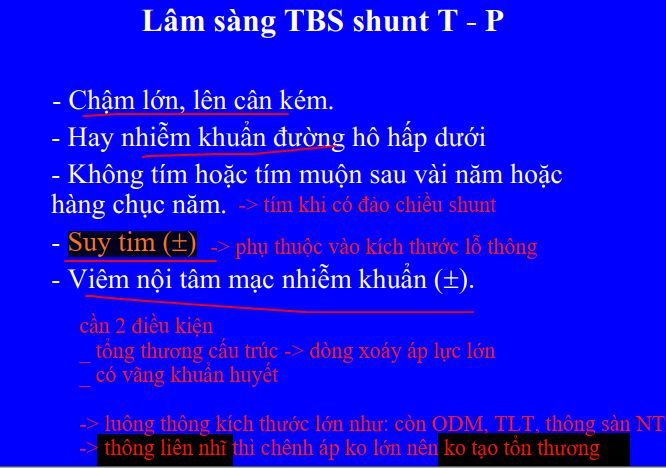 Lâm sàng TBS shunt T - P
- Chậm lớn, lên cân kém.
- Hay nhiễm khuẩn đường hô hấp dưới
- Không tím hoặc tím muộn sau vài năm hoặc
hàng chục năm. -> tím khi có đảo chiều shunt
- Suy tim (±) -> phụ thuộc vào kích thước lỗ thông
- Viêm nội tâm mạc nhiễm khuẩn (±).
cần 2 điều kiện
_ tổng thương cấu trúc -> dòng xoáy áp lực lớn
_ có vãng khuẩn huyết
-> luông thông kích thước lớn như: còn ODM, TLT, thông sàn NT
-> thông liên nhĩ thì chênh áp ko lớn nên ko tạo tổn thương